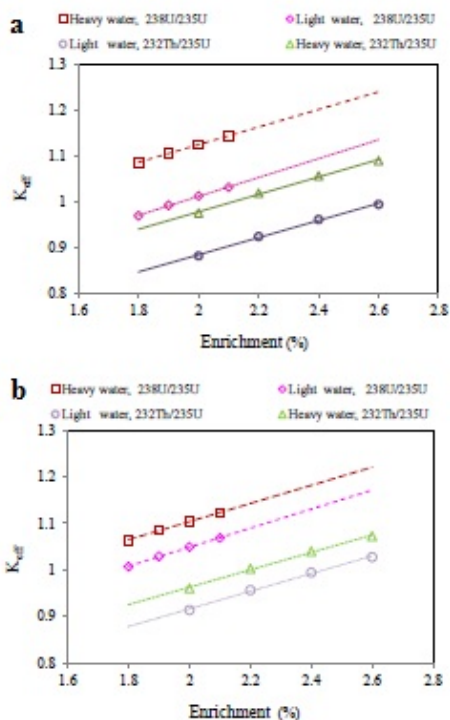 a
Heavy water, 238U/235U Light water, 238U/235U
Light water, 232Th/235U Heavy water, 232Th/235U
1.3
1.2
1.1
1
0.9
0.8
Keff
1.6 1.8 2 2.2 2.4 2.6 2.8
Enrichment (%)
b
Heavy water, 238U/235U Light water, 238U/235U
Light water, 232Th/235U Heavy water, 232Th/235U
1.3
1.2
1.1
1
0.9
0.8
Keff
1.6 1.8 2 2.2 2.4 2.6 2.8
Enrichment (%)